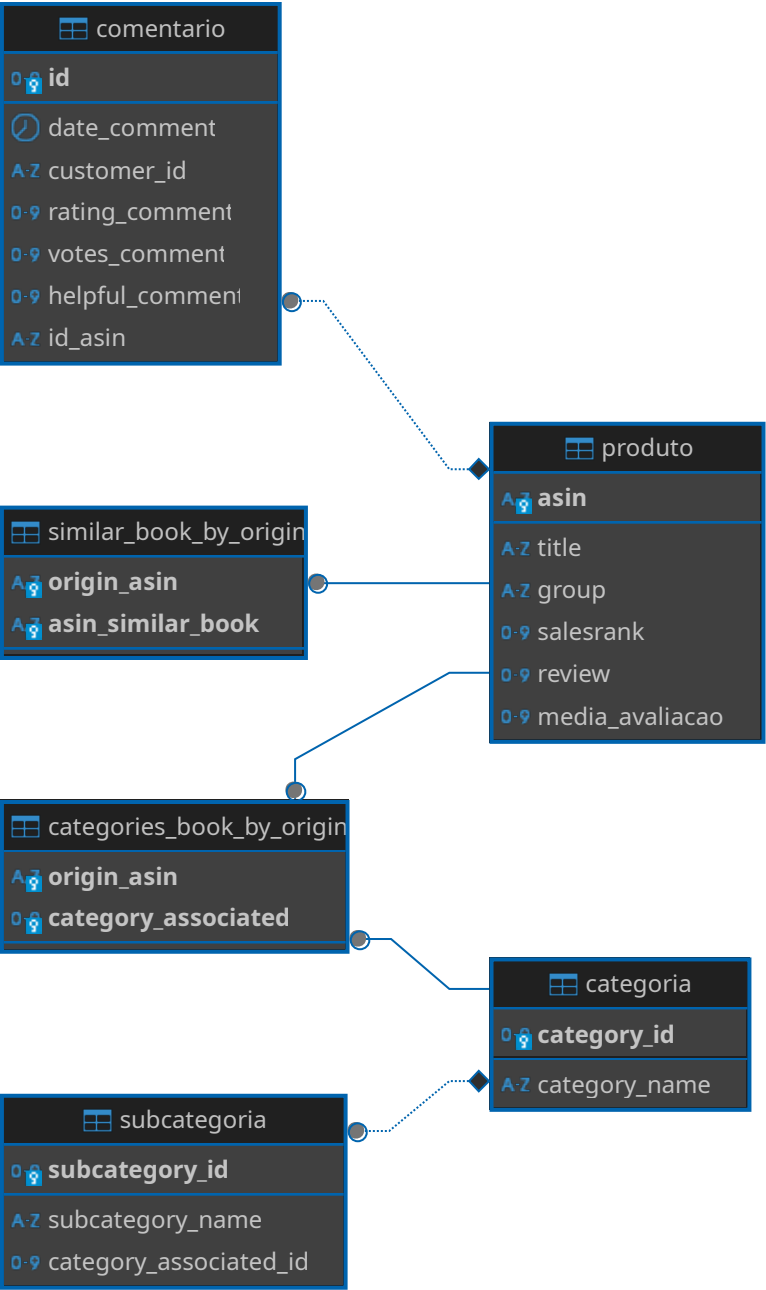 comentario
id
date_comment
customer_id
rating_comment
votes_comment
helpful_comment
id_asin
produto
asin
title
group
salesrank
review
media_avaliacao
similar_book_by_origin
origin_asin
asin_similar_book
categories_book_by_origin
origin_asin
category_associated
categoria
category_id
category_name
subcategoria
subcategory_id
subcategory_name
category_associated_id